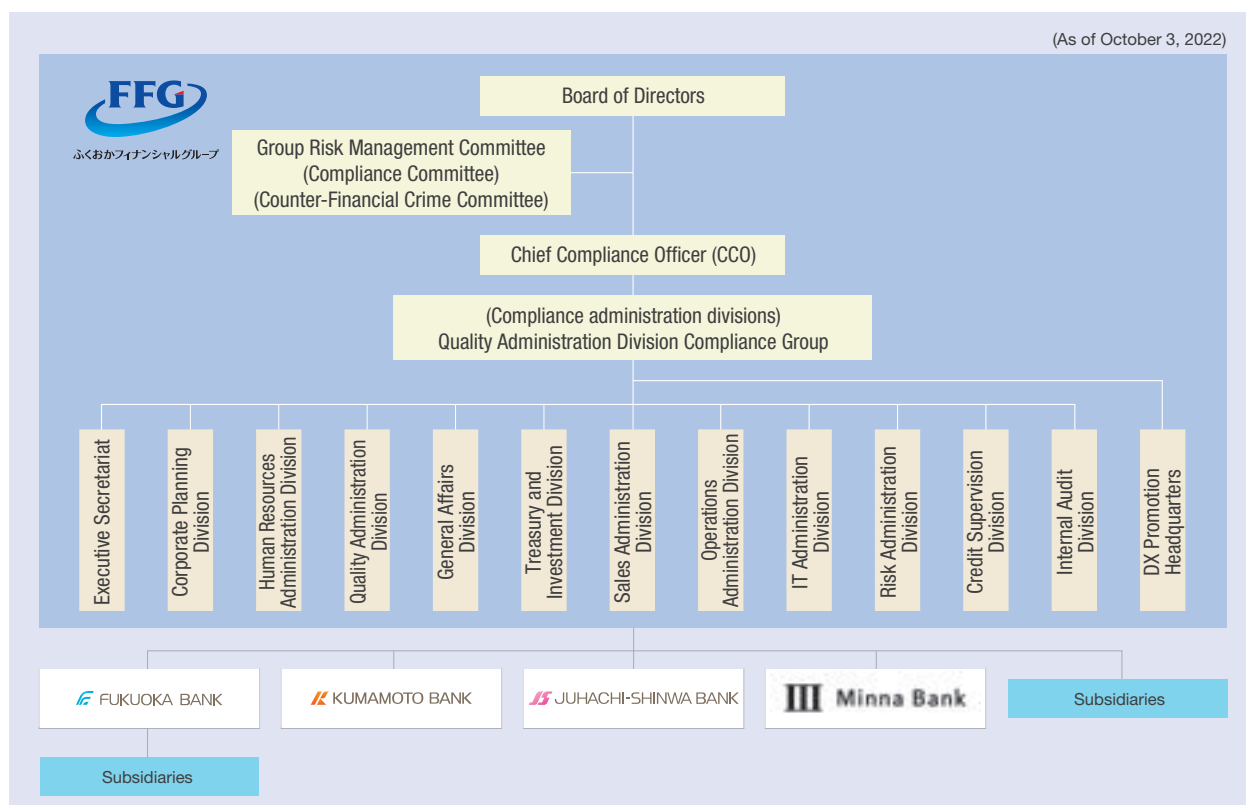 (As of October 3, 2022)
FFG
ふくおかフィナンシャルグループ
Board of Directors
Group Risk Management Committee
(Compliance Committee)
(Counter-Financial Crime Committee)
Chief Compliance Officer (CCO)
(Compliance administration divisions)
Quality Administration Division Compliance Group
Executive Secretariat
Corporate Planning
Division
Human Resources
Administration Division
Quality Administration
Division
General Affairs
Division
Treasury and
Investment Division
Sales Administration
Division
Operations
Administration Division
IT Administration
Division
Risk Administration
Division
Credit Supervision
Division
Internal Audit
Division
DX Promotion
Headquarters
FUKUOKA BANK
KUMAMOTO BANK
JUHACHI-SHINWA BANK
Minna Bank
Subsidiaries
Subsidiaries